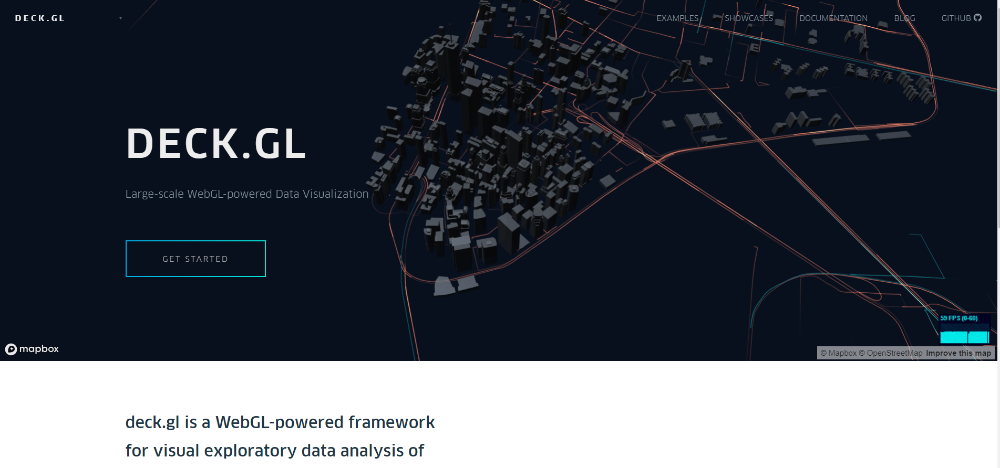 DECK.GL
EXAMPLES
SHOWCASES
DOCUMENTATION
BLOG
GITHUB
DECK.GL
Large-scale WebGL-powered Data Visualization
GET STARTED
59 FPS (0-60)
mapbox
© Mapbox © OpenStreetMap Improve this map
deck.gl is a WebGL-powered framework
for visual exploratory data analysis of